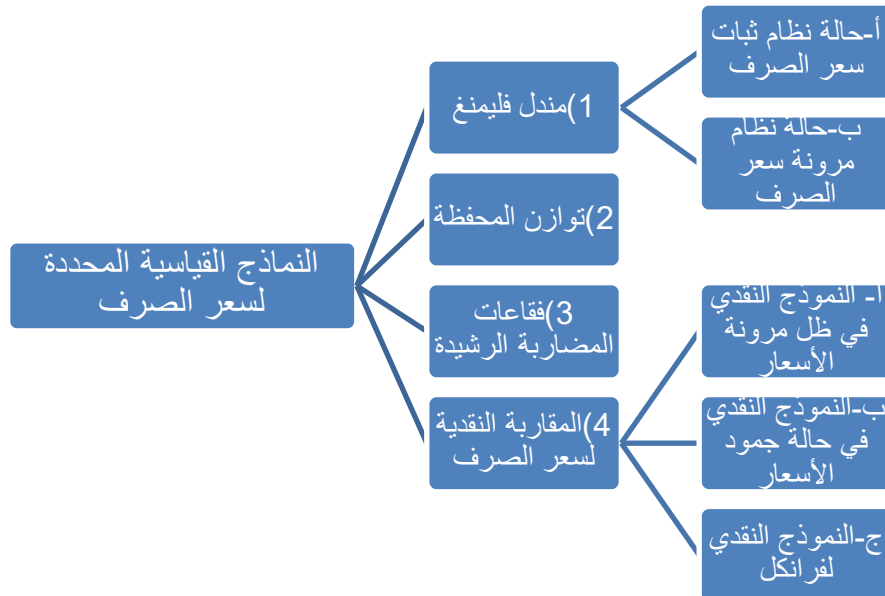 النماذج القياسية المحددة
لسعر الصرف
1)مندل فليمنغ
أ-حالة نظام ثبات
سعر الصرف
ب-حالة نظام
مرونة سعر
الصرف
2)توازن المحفظة
3)فقاعات
المضاربة الرشيدة
4)المقاربة النقدية
لسعر الصرف
ا- النموذج النقدي
في ظل مرونة
الأسعار
ب-النموذج النقدي
في حالة جمود
الأسعار
ج-النموذج النقدي
لفرانكل